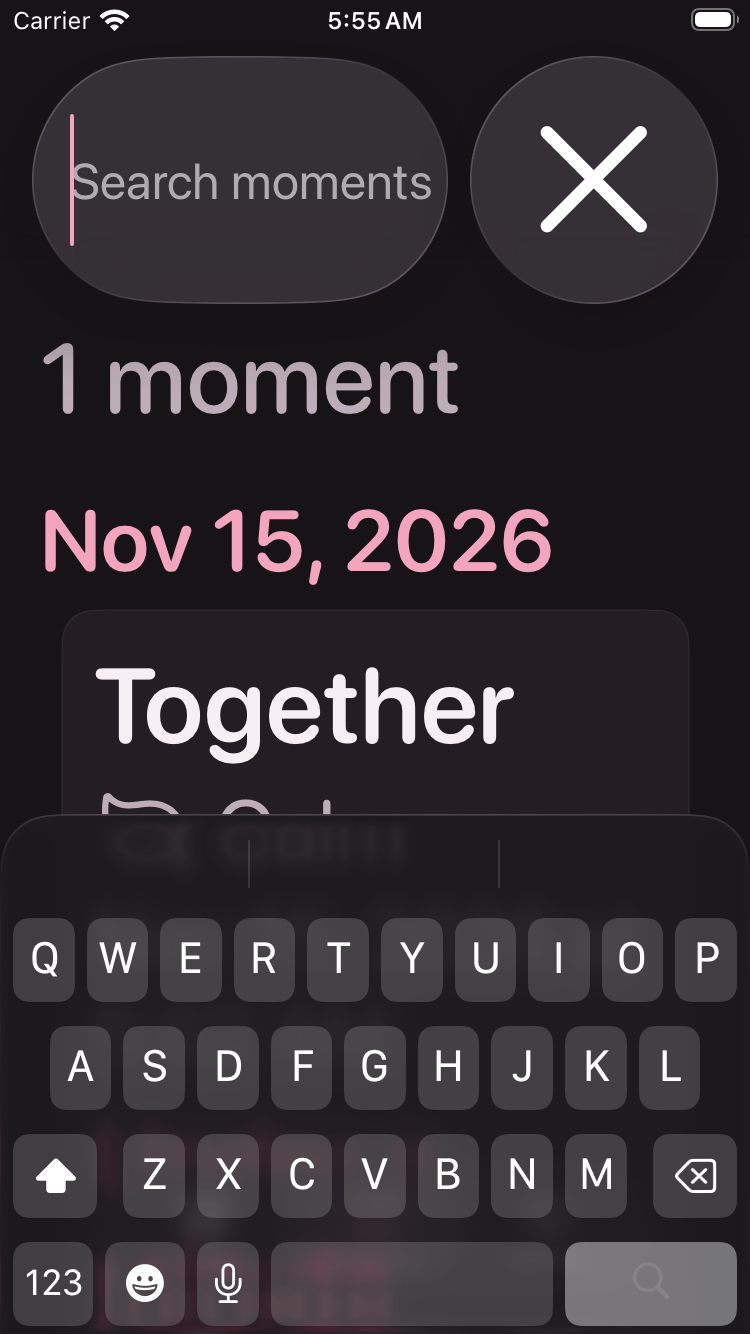 Carrier 5:55 AM
Search moments
1 moment
Nov 15, 2026
Together
Q W E R T Y U I O P
A S D F G H J K L
Z X C V B N M
123